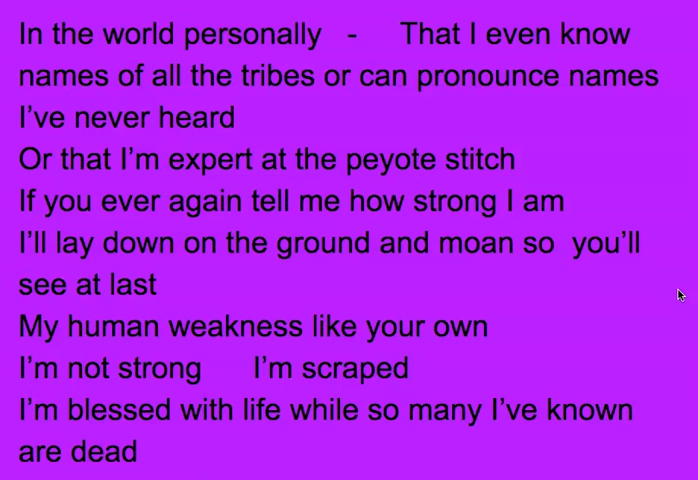 In the world personally   -     That I even know
names of all the tribes or can pronounce names
I’ve never heard
Or that I’m expert at the peyote stitch
If you ever again tell me how strong I am
I’ll lay down on the ground and moan so  you’ll
see at last
My human weakness like your own
I’m not strong      I’m scraped
I’m blessed with life while so many I’ve known
are dead